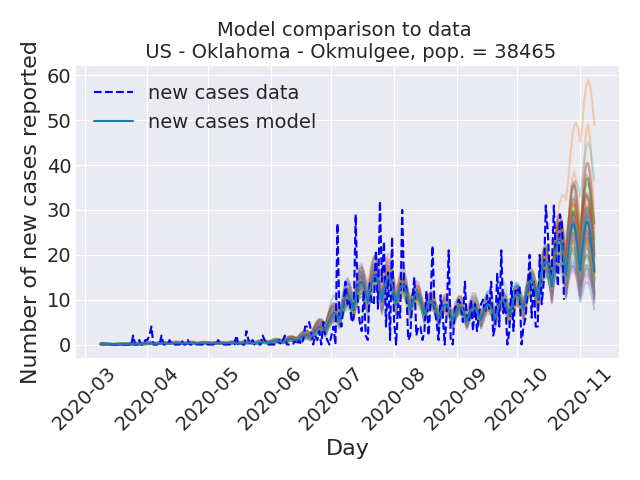 Model comparison to data
US - Oklahoma - Okmulgee, pop. = 38465
Number of new cases reported
60
50
40
30
20
10
0
new cases data
new cases model
2020-03
2020-04
2020-05
2020-06
2020-07
2020-08
2020-09
2020-10
2020-11
Day